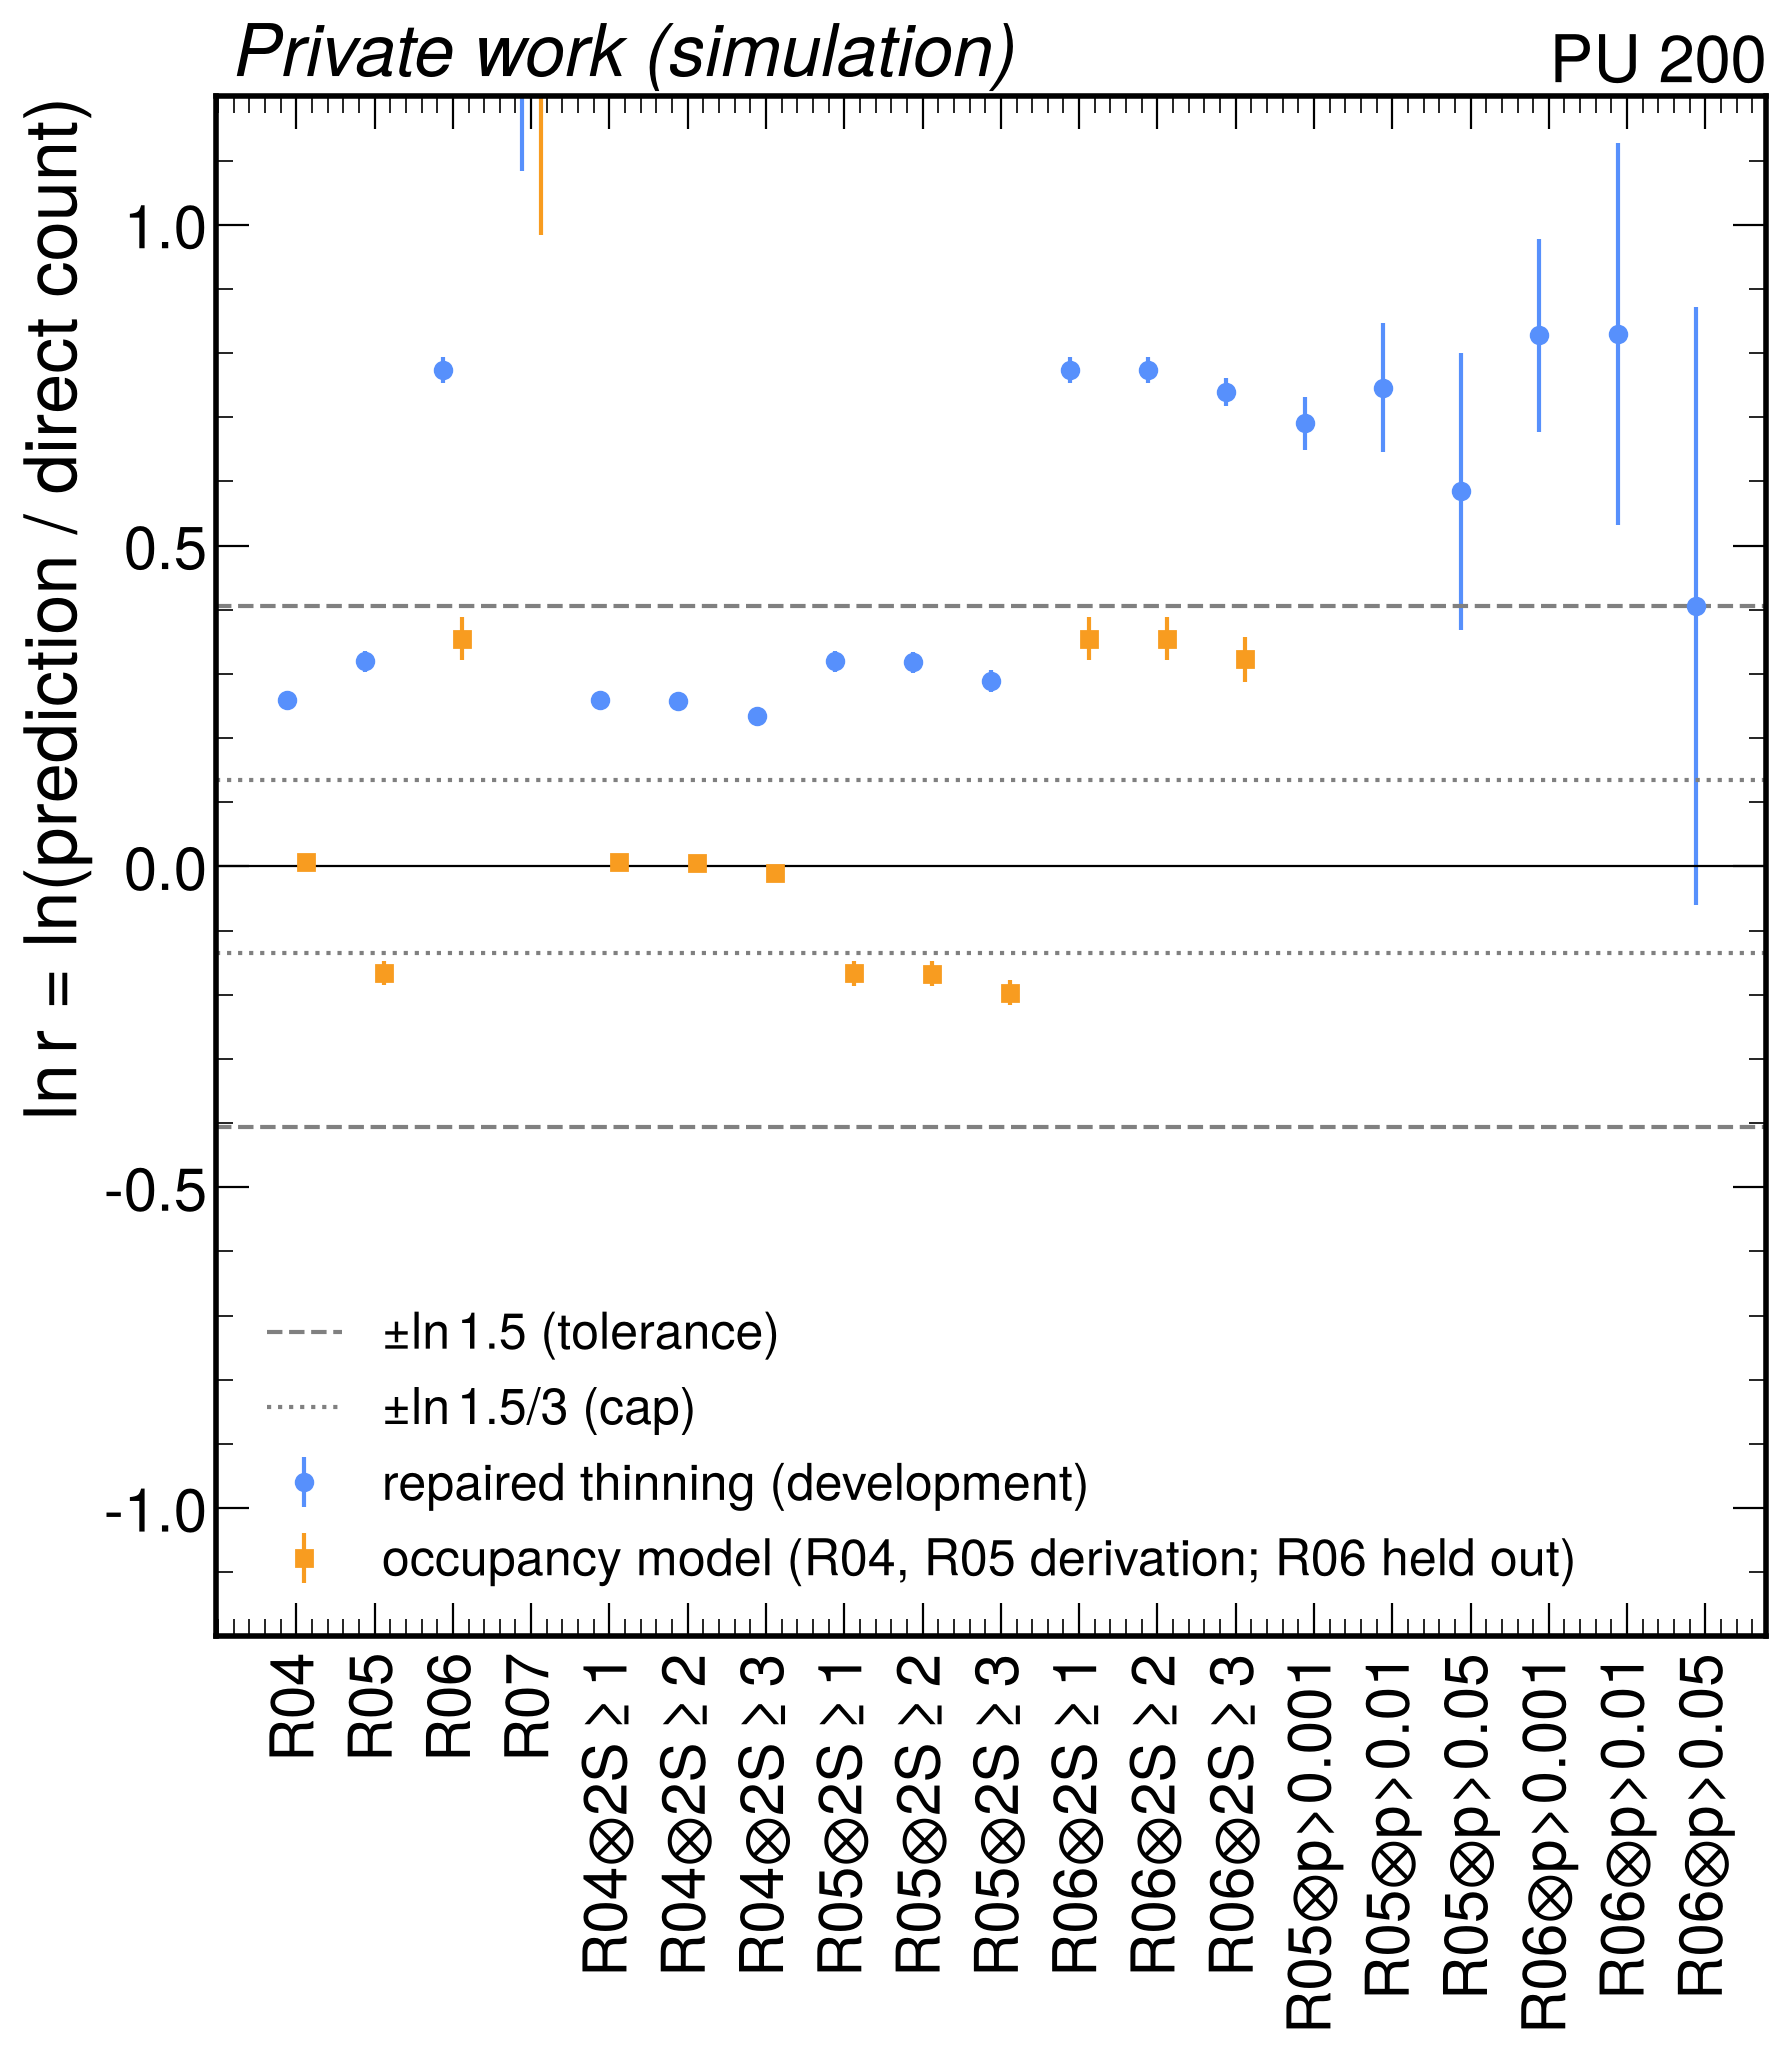 Private work (simulation)
PU 200
ln r = ln(prediction / direct count)
1.0
0.5
0.0
-0.5
-1.0
±ln 1.5 (tolerance)
±ln 1.5/3 (cap)
repaired thinning (development)
occupancy model (R04, R05 derivation; R06 held out)
R04
R05
R06
R07
R04⊗2S ≥ 1
R04⊗2S ≥ 2
R04⊗2S ≥ 3
R05⊗2S ≥ 1
R05⊗2S ≥ 2
R05⊗2S ≥ 3
R06⊗2S ≥ 1
R06⊗2S ≥ 2
R06⊗2S ≥ 3
R05⊗p>0.001
R05⊗p>0.01
R05⊗p>0.05
R06⊗p>0.001
R06⊗p>0.01
R06⊗p>0.05